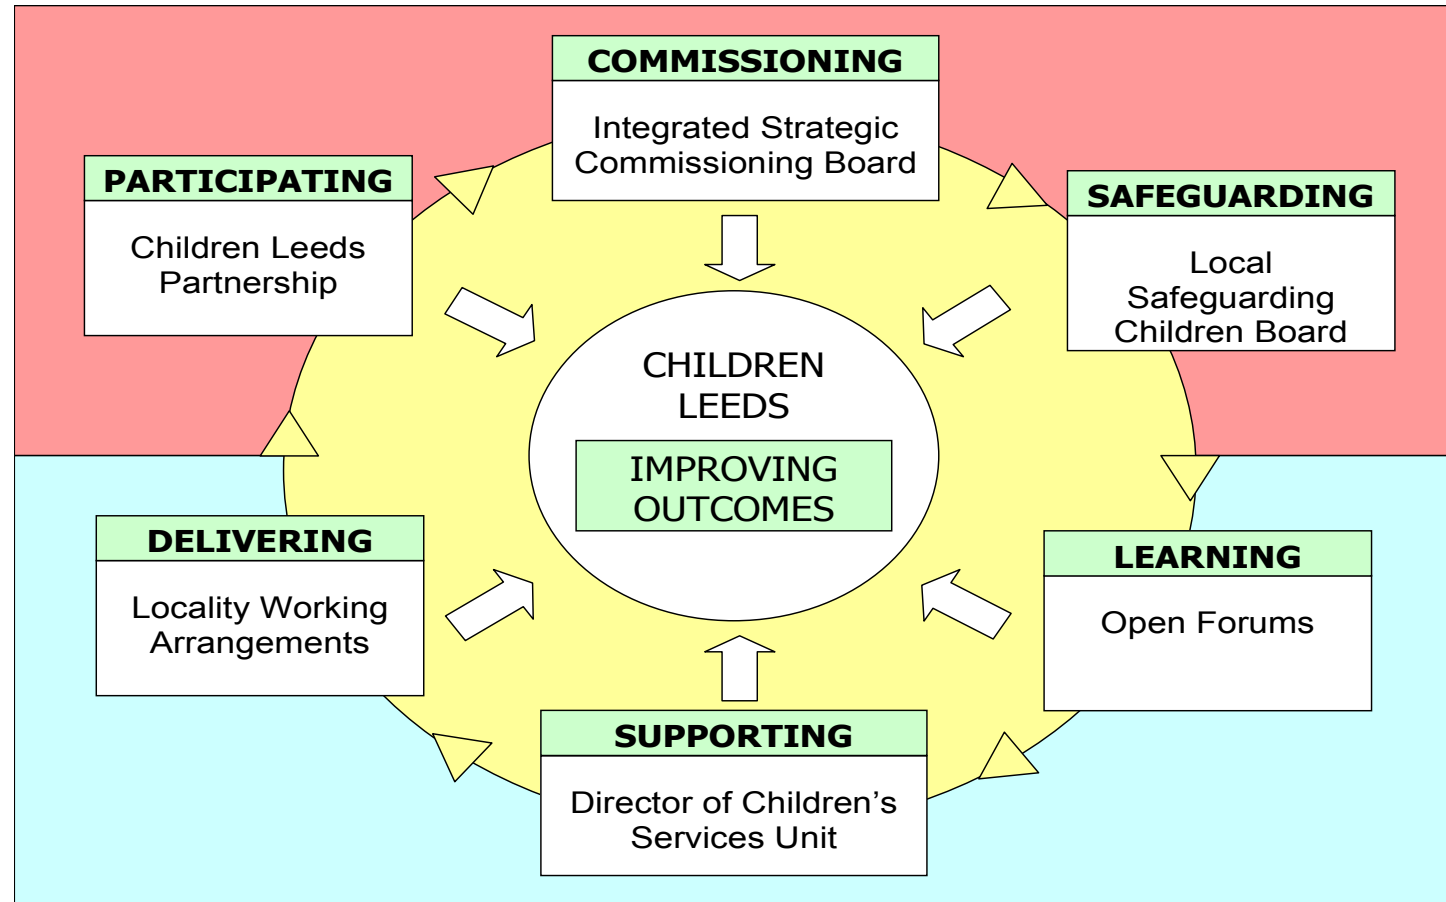 COMMISSIONING
Integrated Strategic
Commissioning Board
PARTICIPATING
Children Leeds
Partnership
SAFEGUARDING
Local
Safeguarding
Children Board
CHILDREN
LEEDS
IMPROVING
OUTCOMES
DELIVERING
Locality Working
Arrangements
LEARNING
Open Forums
SUPPORTING
Director of Children’s
Services Unit